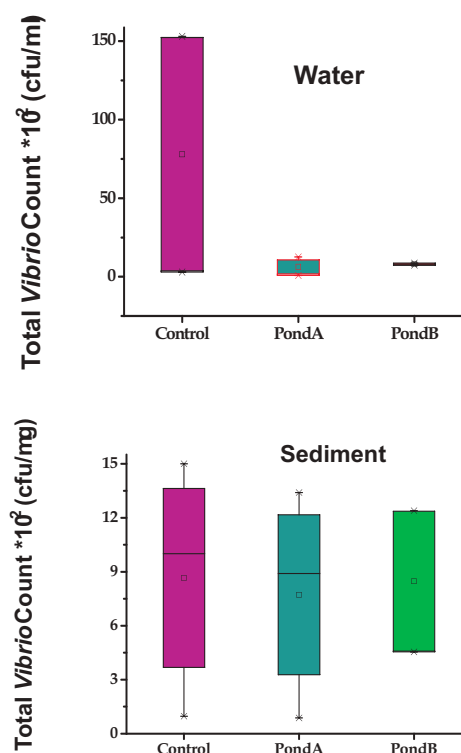 Total Vibrio Count *10² (cfu/ml)
Water
150
100
50
0
Control PondA PondB
Total Vibrio Count *10² (cfu/mg)
Sediment
15
12
9
6
3
0
Control PondA PondB